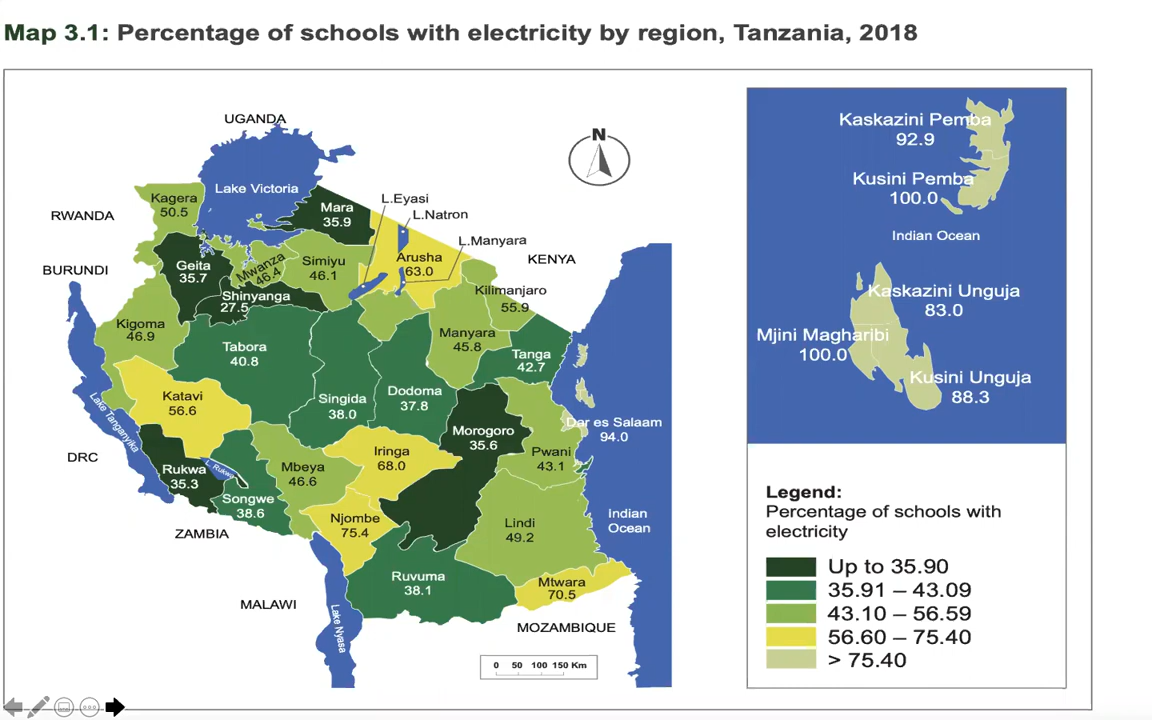 Map 3.1: Percentage of schools with electricity by region, Tanzania, 2018
UGANDA
N
Lake Victoria
L.Eyasi
L.Natron
Kagera
50.5
Mara
35.9
RWANDA
L.Manyara
KENYA
Arusha
63.0
BURUNDI
Geita
35.7
Mwanza
46.4
Simiyu
46.1
Shinyanga
27.5
Kilimanjaro
55.9
Kigoma
46.9
Manyara
45.8
Tabora
40.8
Tanga
42.7
Katavi
56.6
Singida
38.0
Dodoma
37.8
Lake Tanganyika
Dar es Salaam
94.0
Morogoro
35.6
DRC
Iringa
68.0
Pwani
43.1
Rukwa
35.3
L. Rukwa
Mbeya
46.6
Songwe
38.6
ZAMBIA
Njombe
75.4
Lindi
49.2
Indian
Ocean
Ruvuma
38.1
Mtwara
70.5
MALAWI
Lake Nyasa
MOZAMBIQUE
0 50 100 150 Km
Kaskazini Pemba
92.9
Kusini Pemba
100.0
Indian Ocean
Kaskazini Unguja
83.0
Mjini Magharibi
100.0
Kusini Unguja
88.3
Legend:
Percentage of schools with
electricity
Up to 35.90
35.91 – 43.09
43.10 – 56.59
56.60 – 75.40
> 75.40